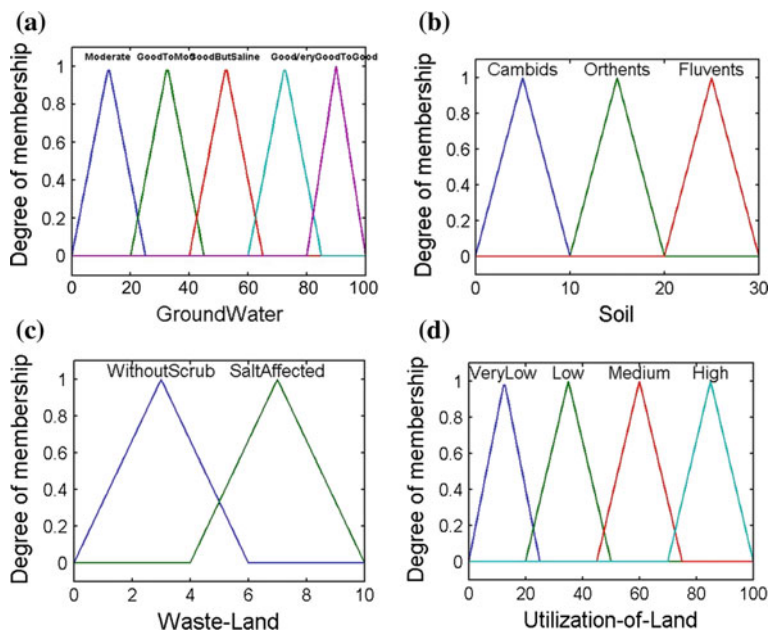 (a)
Degree of membership
1
0.8
0.6
0.4
0.2
0
Moderate GoodToMod GoodButSaline Good VeryGoodToGood
0 20 40 60 80 100
GroundWater
(b)
Degree of membership
1
0.8
0.6
0.4
0.2
0
Cambids Orthents Fluvents
0 10 20 30
Soil
(c)
Degree of membership
1
0.8
0.6
0.4
0.2
0
WithoutScrub SaltAffected
0 2 4 6 8 10
Waste-Land
(d)
Degree of membership
1
0.8
0.6
0.4
0.2
0
VeryLow Low Medium High
0 20 40 60 80 100
Utilization-of-Land